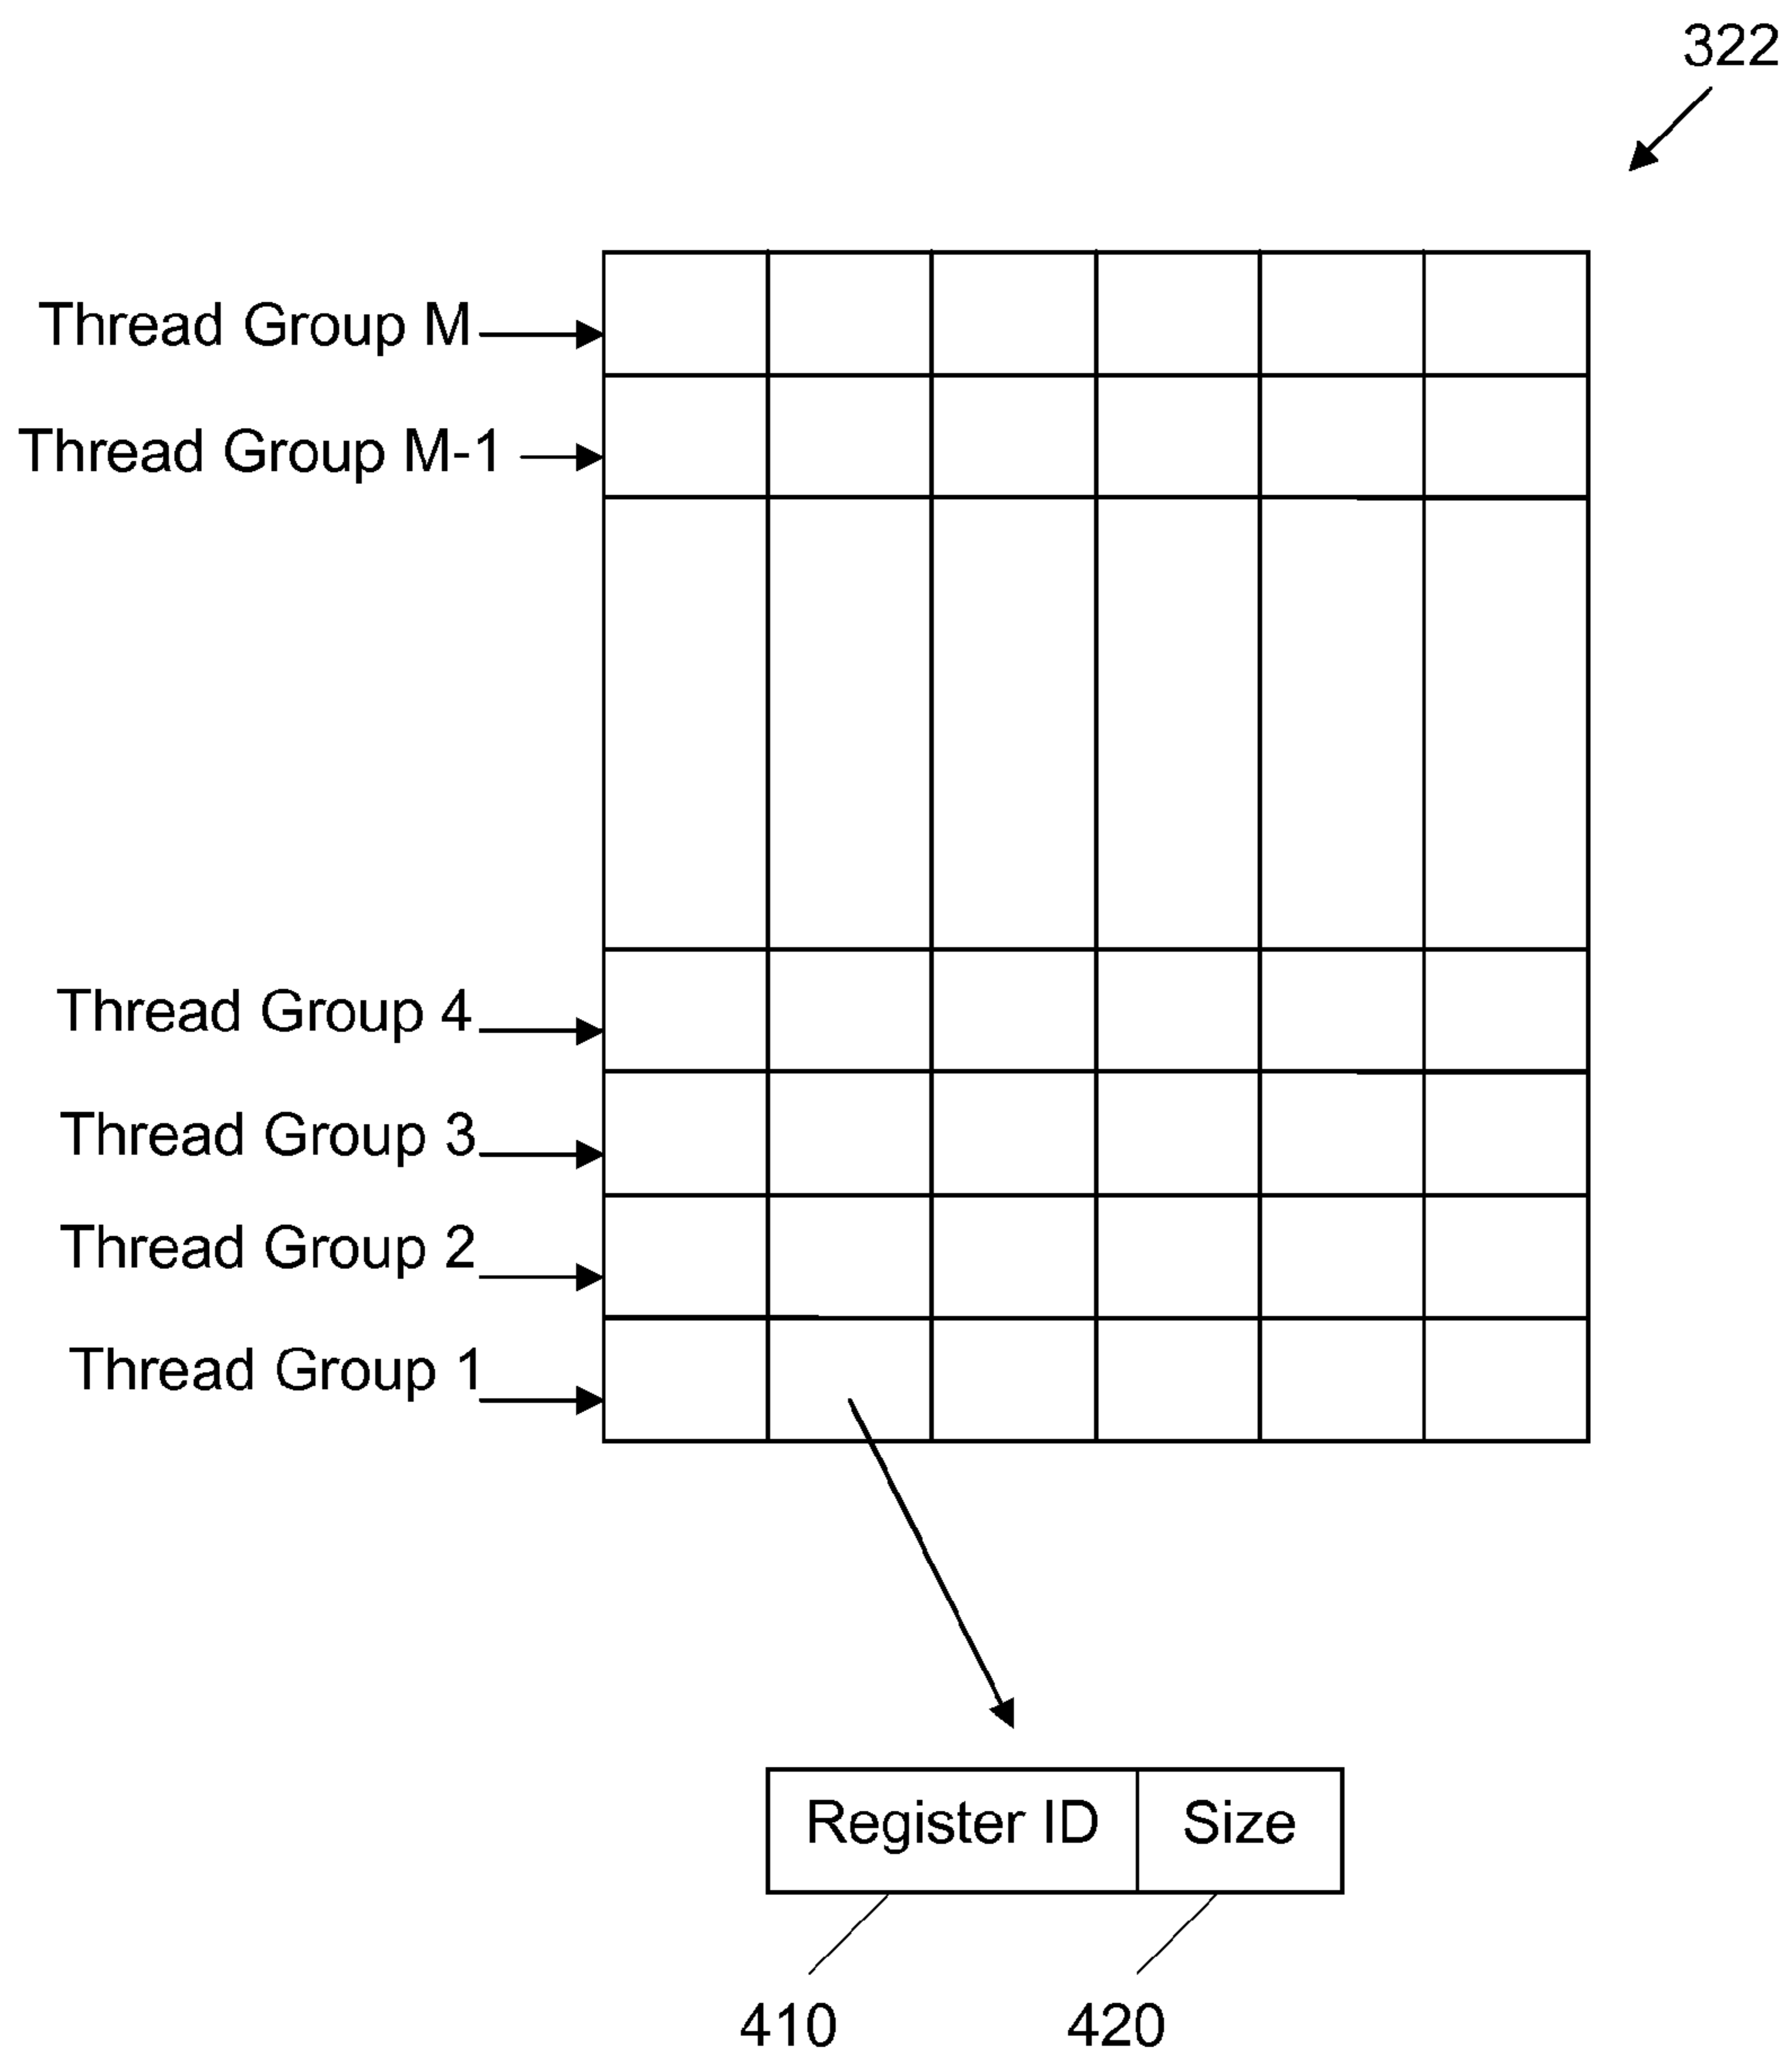 322
Thread Group M
Thread Group M-1
Thread Group 4
Thread Group 3
Thread Group 2
Thread Group 1
Register ID Size
410 420